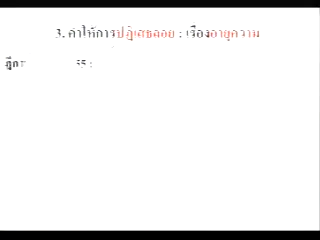 3. คำให้การปฏิเสธลอย : เรื่องอายุความ
ฎีกา 55 :